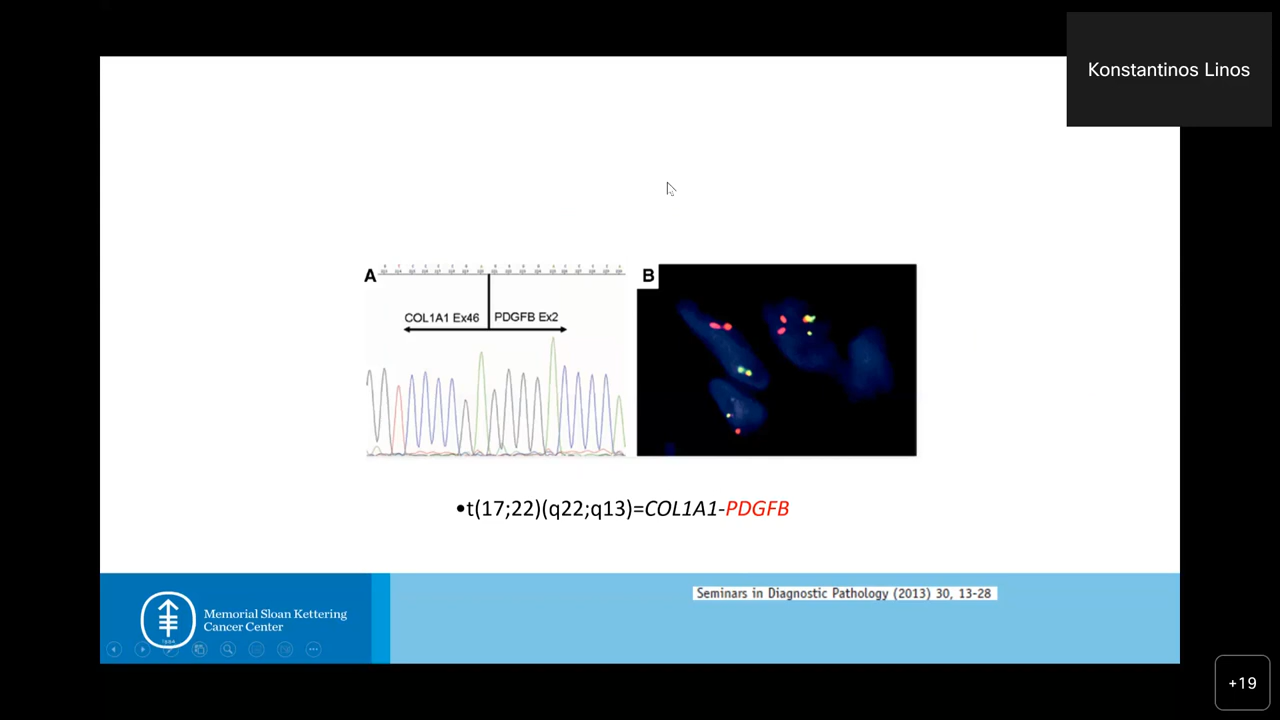 Konstantinos Linos
A
B
COL1A1 Ex46
PDGFB Ex2
•t(17;22)(q22;q13)=COL1A1-PDGFB
Seminars in Diagnostic Pathology (2013) 30, 13-28
Memorial Sloan Kettering
Cancer Center
+19